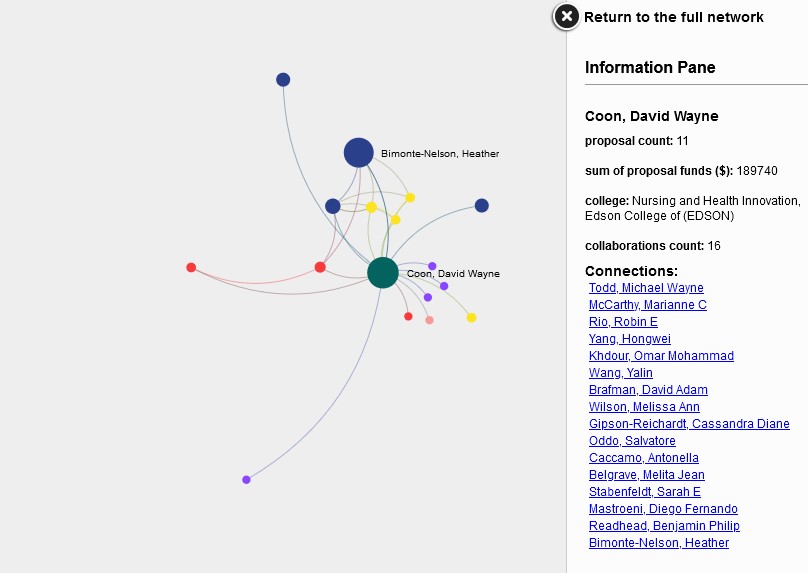 Return to the full network
Information Pane
Coon, David Wayne
proposal count: 11
sum of proposal funds ($): 189740
college: Nursing and Health Innovation,
Edson College of (EDSON)
collaborations count: 16
Connections:
Todd, Michael Wayne
McCarthy, Marianne C
Rio, Robin E
Yang, Hongwei
Khdour, Omar Mohammad
Wang, Yalin
Brafman, David Adam
Wilson, Melissa Ann
Gipson-Reichardt, Cassandra Diane
Oddo, Salvatore
Caccamo, Antonella
Belgrave, Melita Jean
Stabenfeldt, Sarah E
Mastroeni, Diego Fernando
Readhead, Benjamin Philip
Bimonte-Nelson, Heather
Bimonte-Nelson, Heather
Coon, David Wayne